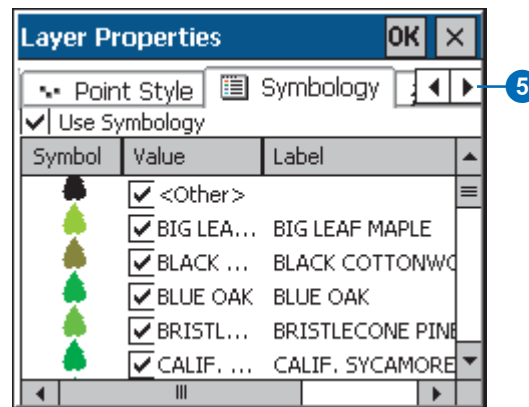 Layer Properties OK
Point Style Symbology 5
Use Symbology
Symbol Value Label
<Other>
BIG LEA... BIG LEAF MAPLE
BLACK ... BLACK COTTONWO
BLUE OAK BLUE OAK
BRISTL... BRISTLECONE PINE
CALIF. ... CALIF. SYCAMORE